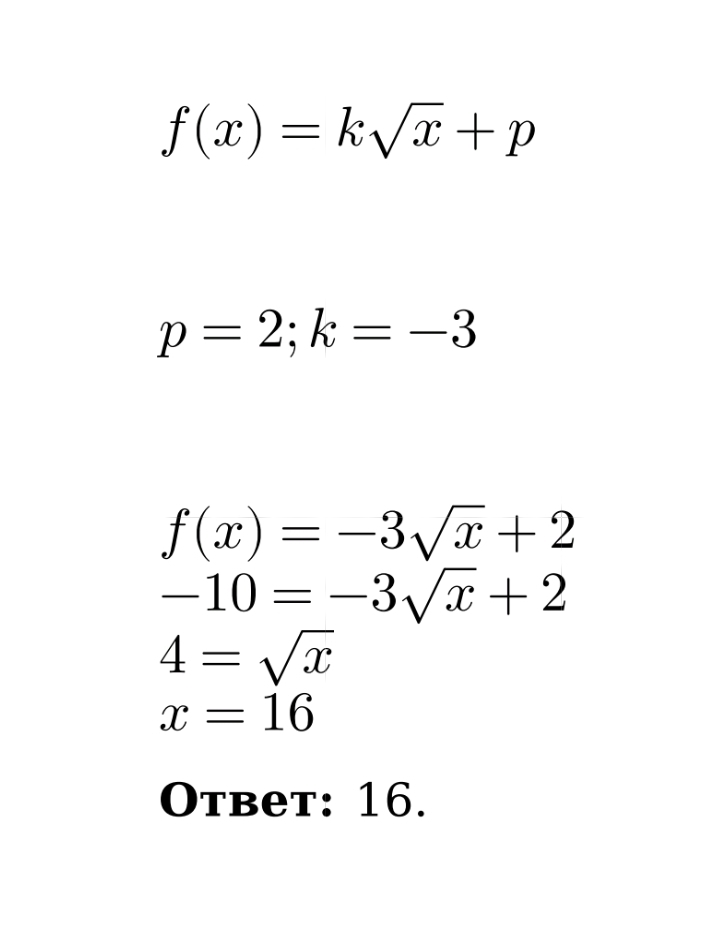 f(x) = k√x + p
p = 2; k = −3
f(x) = −3√x + 2
−10 = −3√x + 2
4 = √x
x = 16
Ответ: 16.